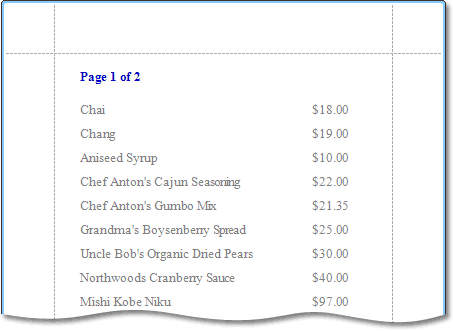 Page 1 of 2
Chai $18.00
Chang $19.00
Aniseed Syrup $10.00
Chef Anton's Cajun Seasoning $22.00
Chef Anton's Gumbo Mix $21.35
Grandma's Boysenberry Spread $25.00
Uncle Bob's Organic Dried Pears $30.00
Northwoods Cranberry Sauce $40.00
Mishi Kobe Niku $97.00